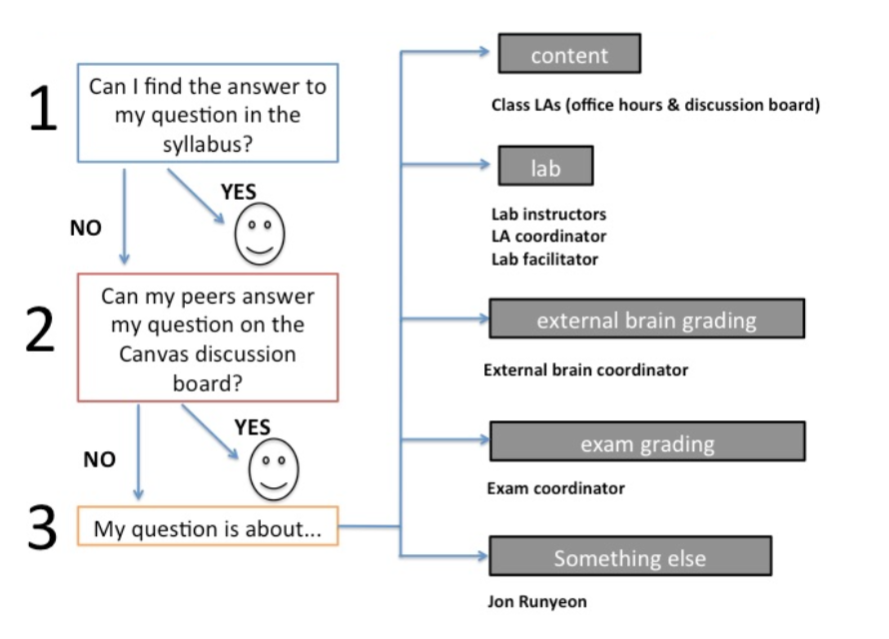 1
Can I find the answer to
my question in the
syllabus?
YES
NO
2
Can my peers answer
my question on the
Canvas discussion
board?
YES
NO
3
My question is about...
content
Class LAs (office hours & discussion board)
lab
Lab instructors
LA coordinator
Lab facilitator
external brain grading
External brain coordinator
exam grading
Exam coordinator
Something else
Jon Runyeon